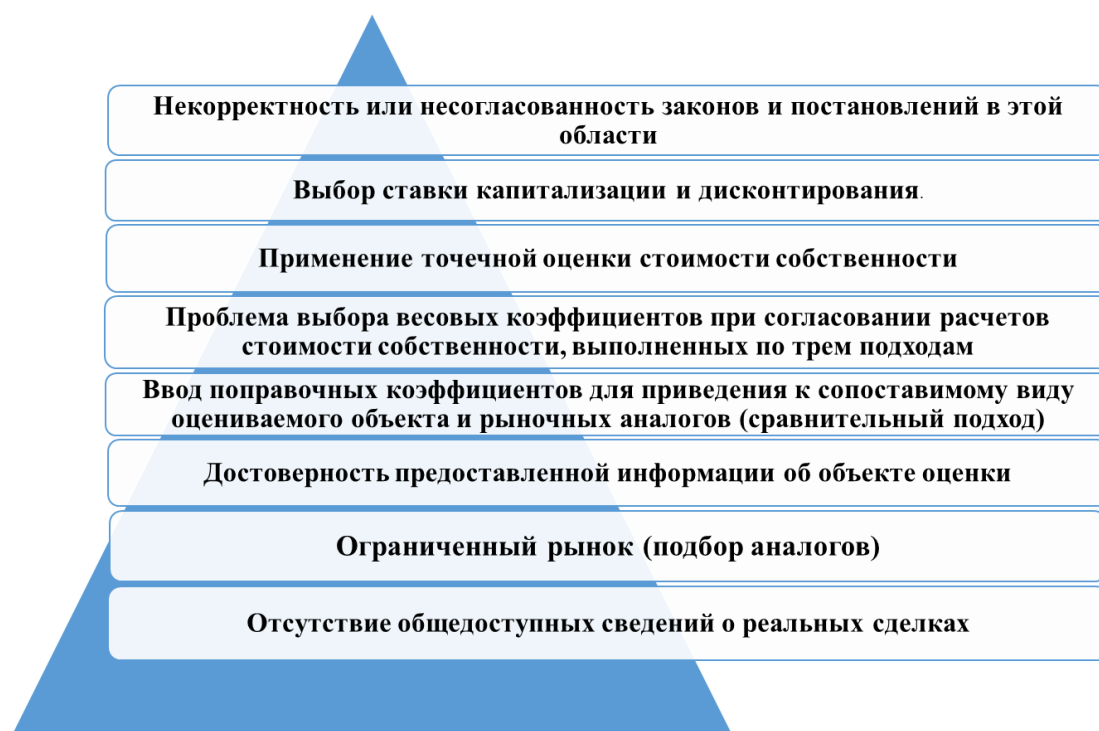 Некорректность или несогласованность законов и постановлений в этой
области
Выбор ставки капитализации и дисконтирования.
Применение точечной оценки стоимости собственности
Проблема выбора весовых коэффициентов при согласовании расчетов
стоимости собственности, выполненных по трем подходам
Ввод поправочных коэффициентов для приведения к сопоставимому виду
оцениваемого объекта и рыночных аналогов (сравнительный подход)
Достоверность предоставленной информации об объекте оценки
Ограниченный рынок (подбор аналогов)
Отсутствие общедоступных сведений о реальных сделках